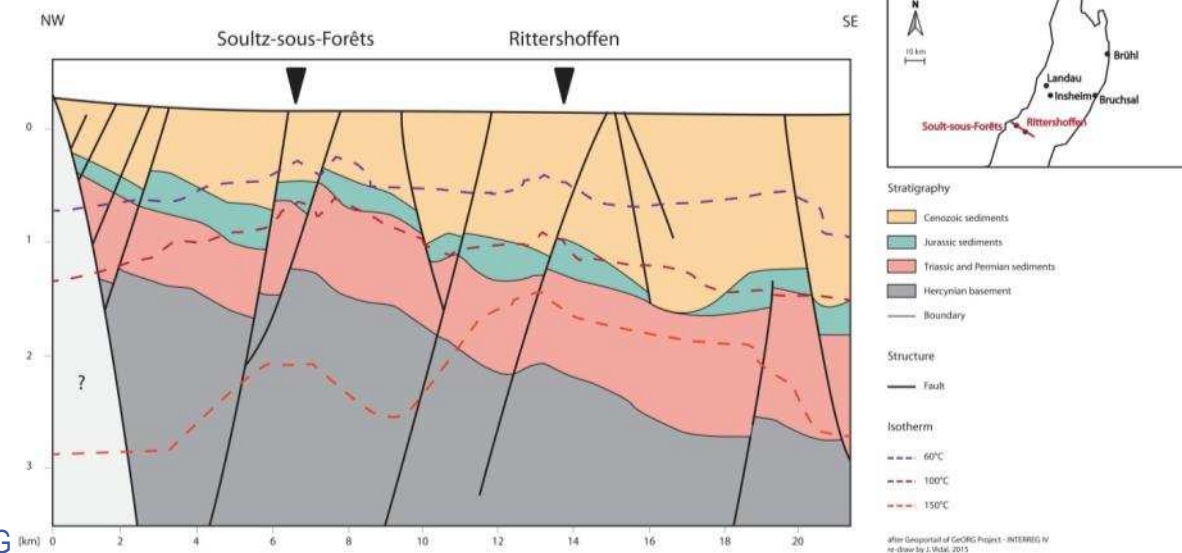 NW
SE
Soultz-sous-Forêts
Rittershoffen
0
1
2
3
?
G
[km] 0 2 4 6 8 10 12 14 16 18 20
N
10 km
Brühl
Landau
Insheim
Bruchsal
Soult-sous-Forêts
Rittershoffen
Stratigraphy
Cenozoic sediments
Jurassic sediments
Triassic and Permian sediments
Hercynian basement
Boundary
Structure
Fault
Isotherm
60°C
100°C
150°C
after Geoportail of GeORG Project - INTERREG IV
re-draw by J. Vidal, 2015